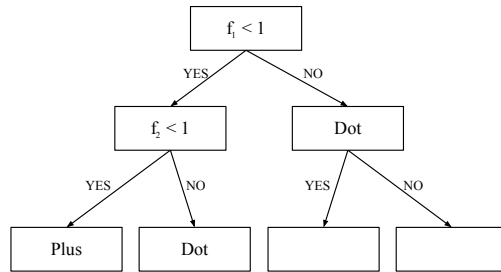 f₁ < 1
YES
NO
f₂ < 1
Dot
YES
NO
YES
NO
Plus
Dot